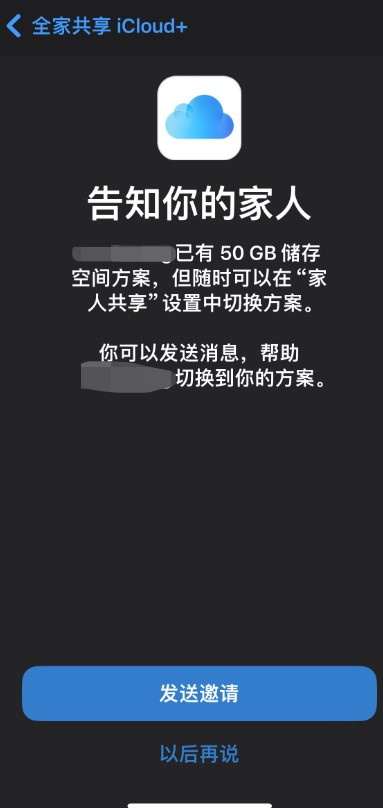 全家共享 iCloud+
告知你的家人
已有 50 GB 储存
空间方案，但随时可以在“家
人共享”设置中切换方案。
你可以发送消息，帮助
切换到你的方案。
发送邀请
以后再说